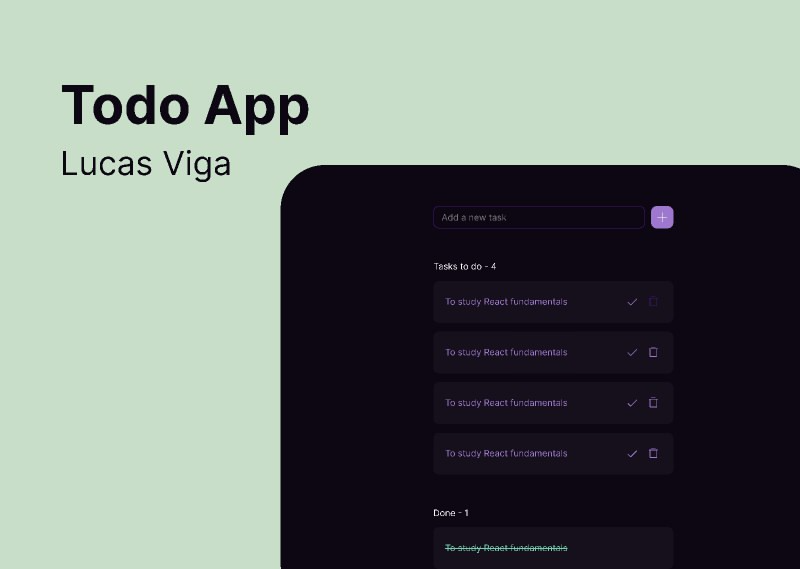 Todo App
Lucas Viga
Add a new task
Tasks to do - 4
To study React fundamentals
To study React fundamentals
To study React fundamentals
To study React fundamentals
Done - 1
To study React fundamentals